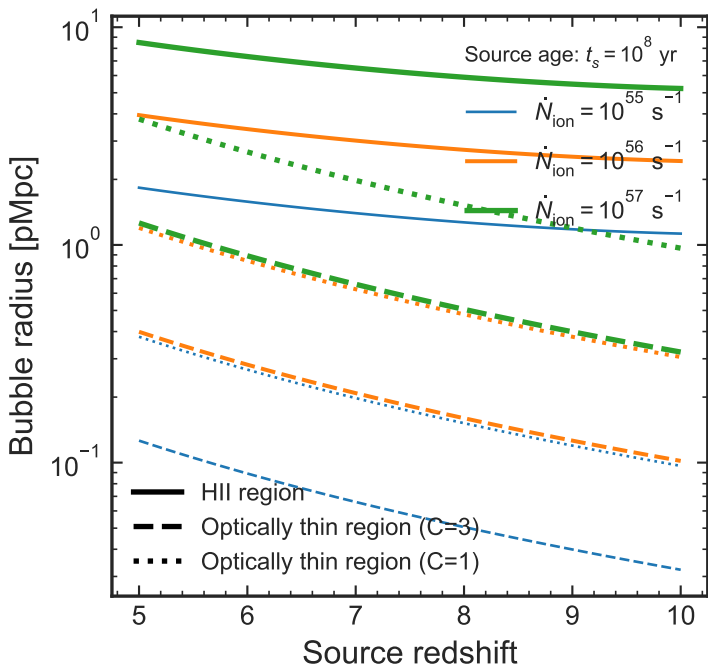 Source age: t_s = 10^8 yr
Ṅ_ion = 10^55 s^−1
Ṅ_ion = 10^56 s^−1
Ṅ_ion = 10^57 s^−1
10^1
10^0
10^−1
Bubble radius [pMpc]
HII region
Optically thin region (C=3)
Optically thin region (C=1)
5 6 7 8 9 10
Source redshift